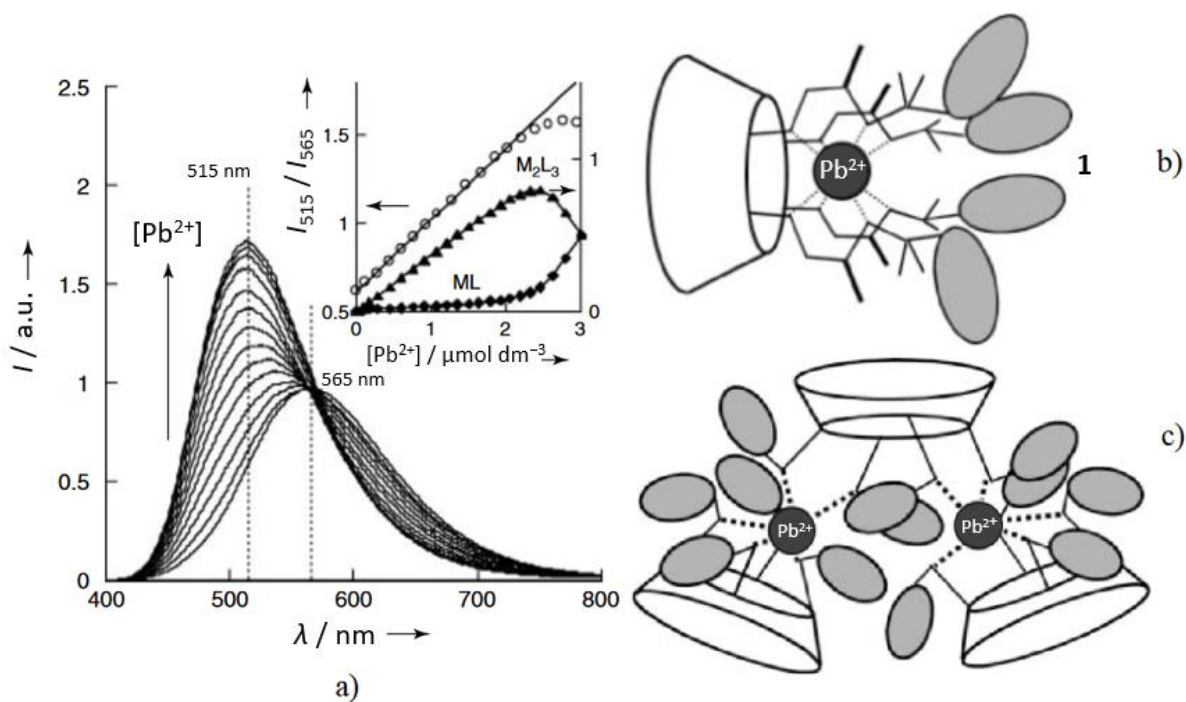 2.5
2
1.5
1
0.5
0
400
500
600
700
800
I / a.u.
λ / nm
[Pb²⁺]
515 nm
565 nm
1.5
1
0.5
I₅₁₅ / I₅₆₅
M₂L₃
ML
1
0
0
1
2
3
[Pb²⁺] / μmol dm⁻³
a)
Pb²⁺
1
b)
Pb²⁺
Pb²⁺
c)